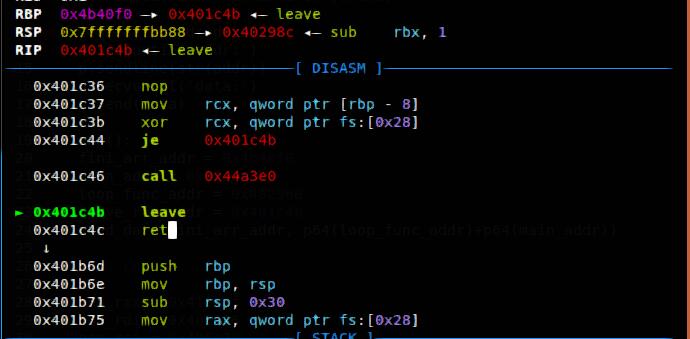 RBP  0x4b40f0 —▸ 0x401c4b ◂— leave
RSP  0x7fffffffbb88 —▸ 0x40298c ◂— sub    rbx, 1
RIP  0x401c4b ◂— leave
[ DISASM ]
0x401c36    nop
0x401c37    mov    rcx, qword ptr [rbp - 8]
0x401c3b    xor    rcx, qword ptr fs:[0x28]
0x401c44    je     0x401c4b
0x401c46    call   0x44a3e0
► 0x401c4b    leave
0x401c4c    ret
↓
0x401b6d    push   rbp
0x401b6e    mov    rbp, rsp
0x401b71    sub    rsp, 0x30
0x401b75    mov    rax, qword ptr fs:[0x28]
[ STACK ]